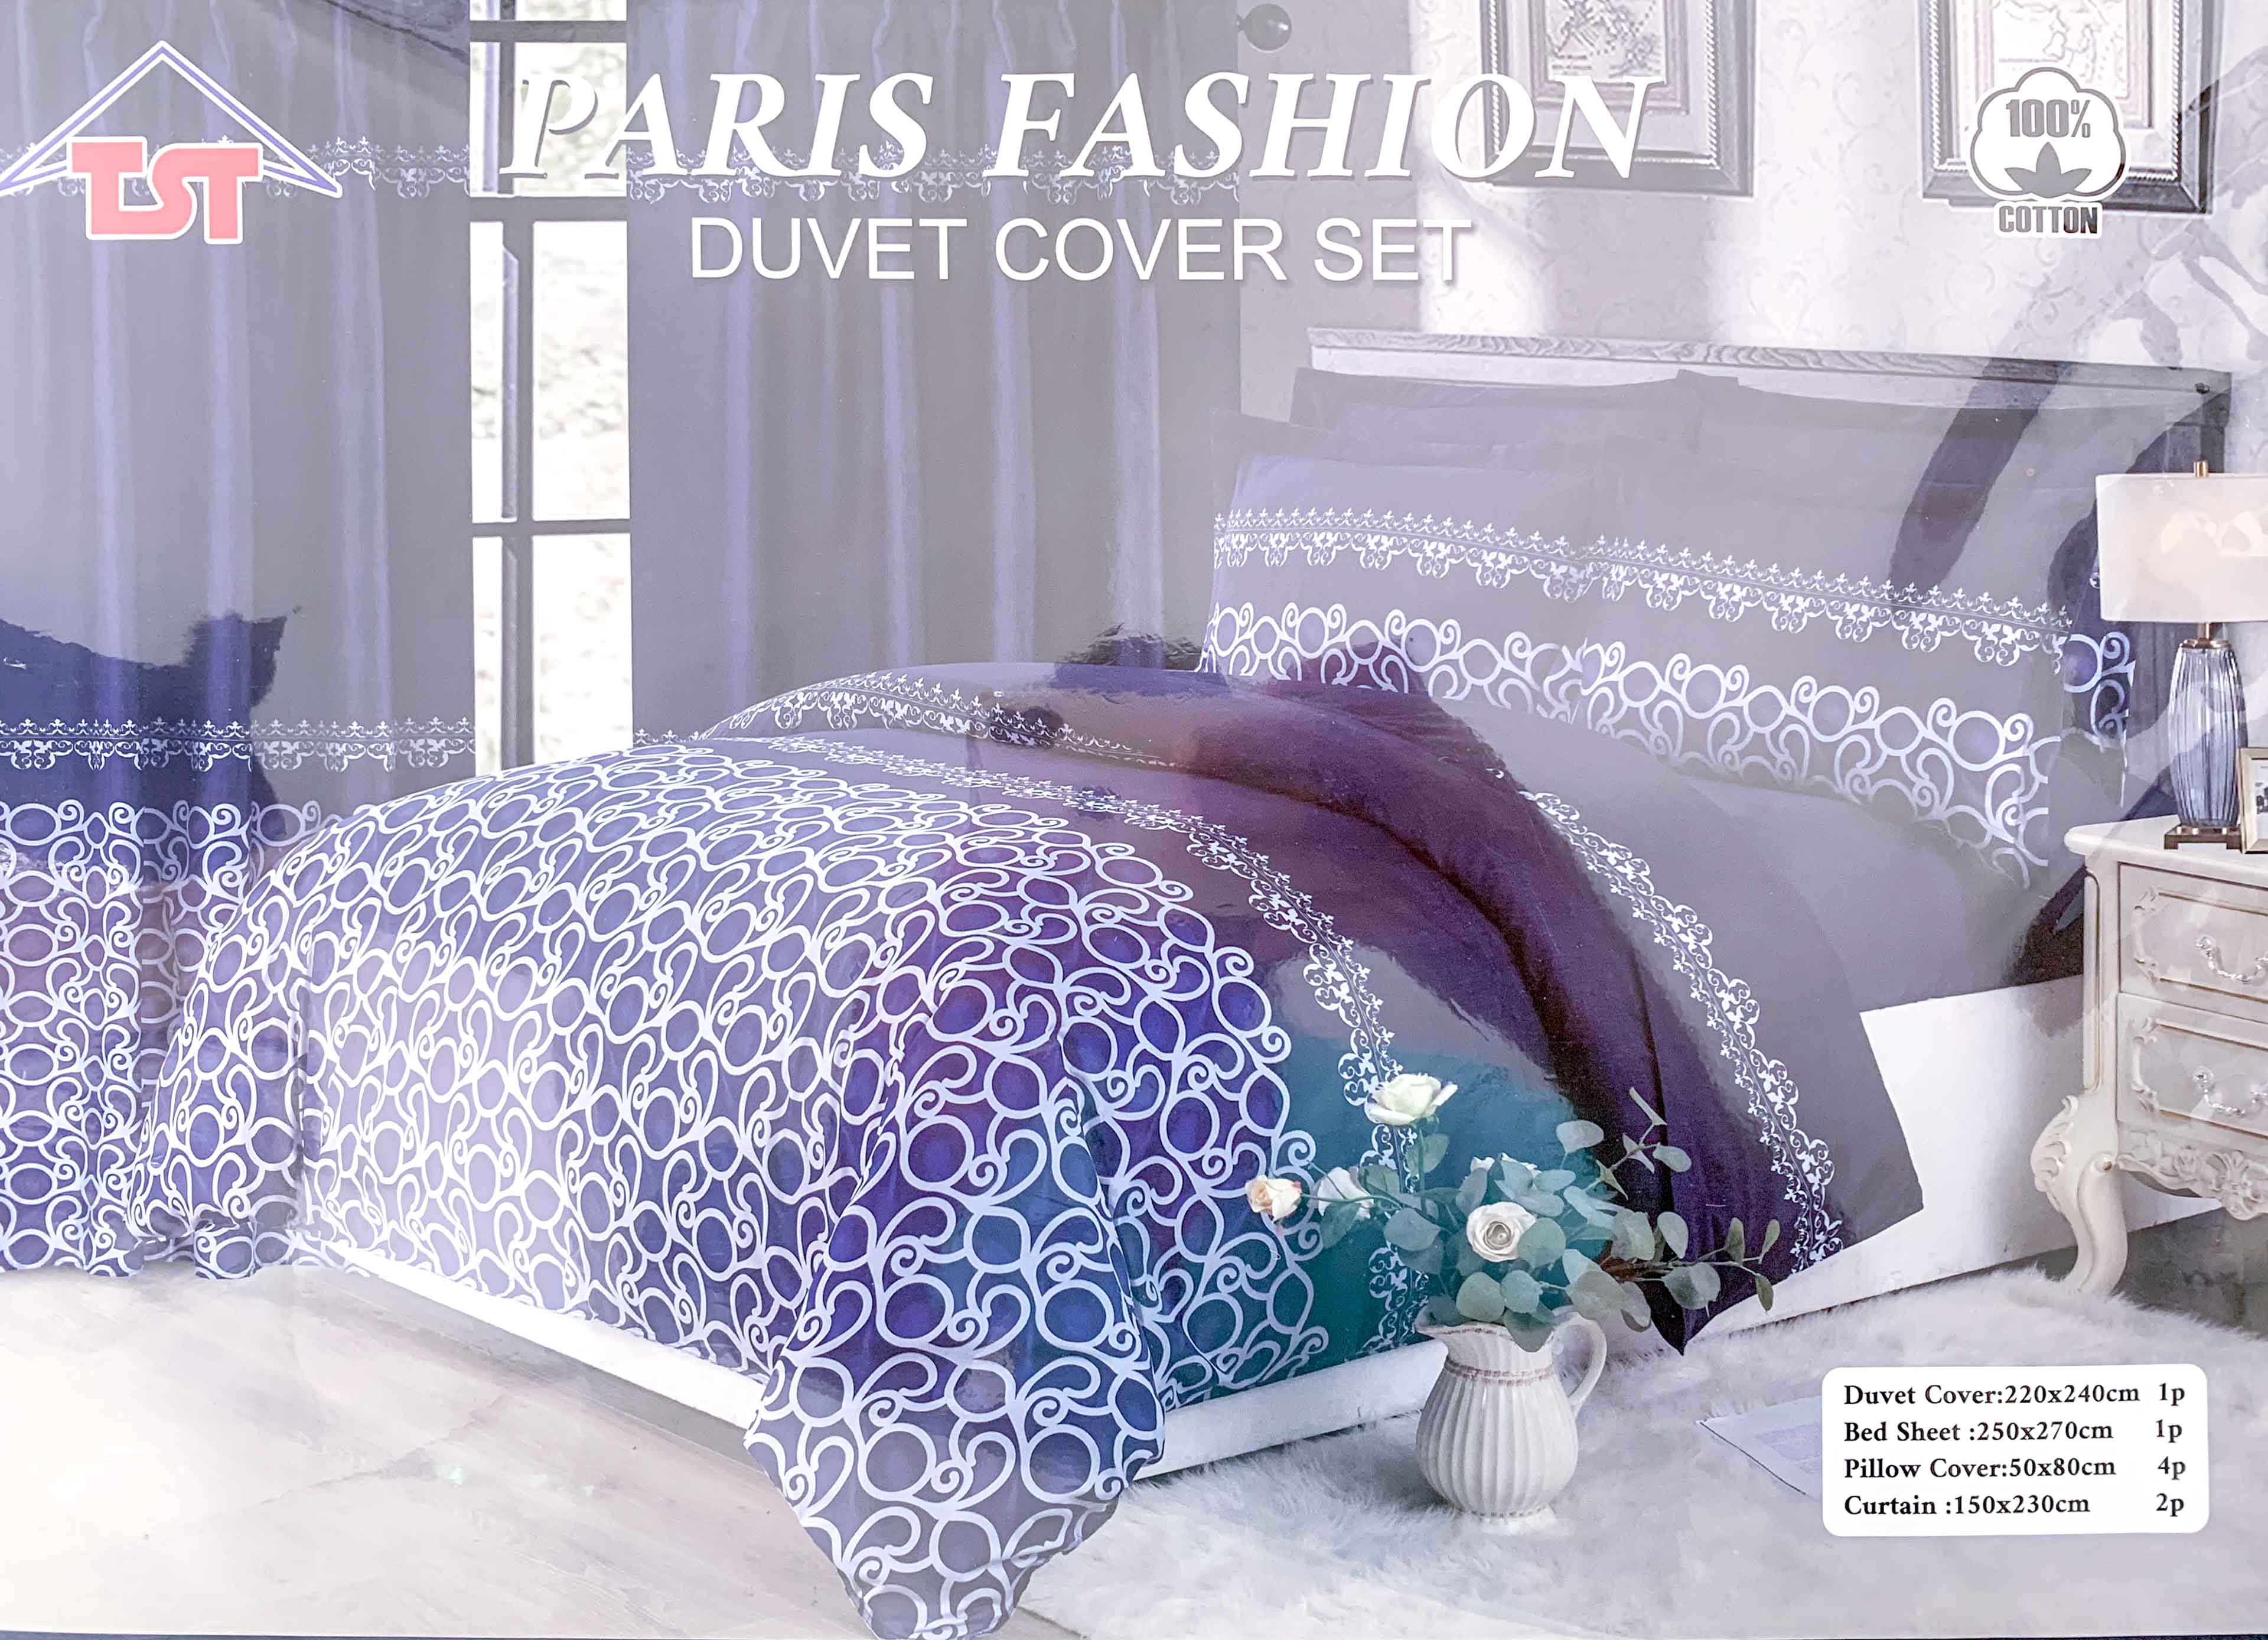 TST
PARIS FASHION
DUVET COVER SET
100%
COTTON
Duvet Cover:220x240cm 1p
Bed Sheet :250x270cm 1p
Pillow Cover:50x80cm 4p
Curtain :150x230cm 2p